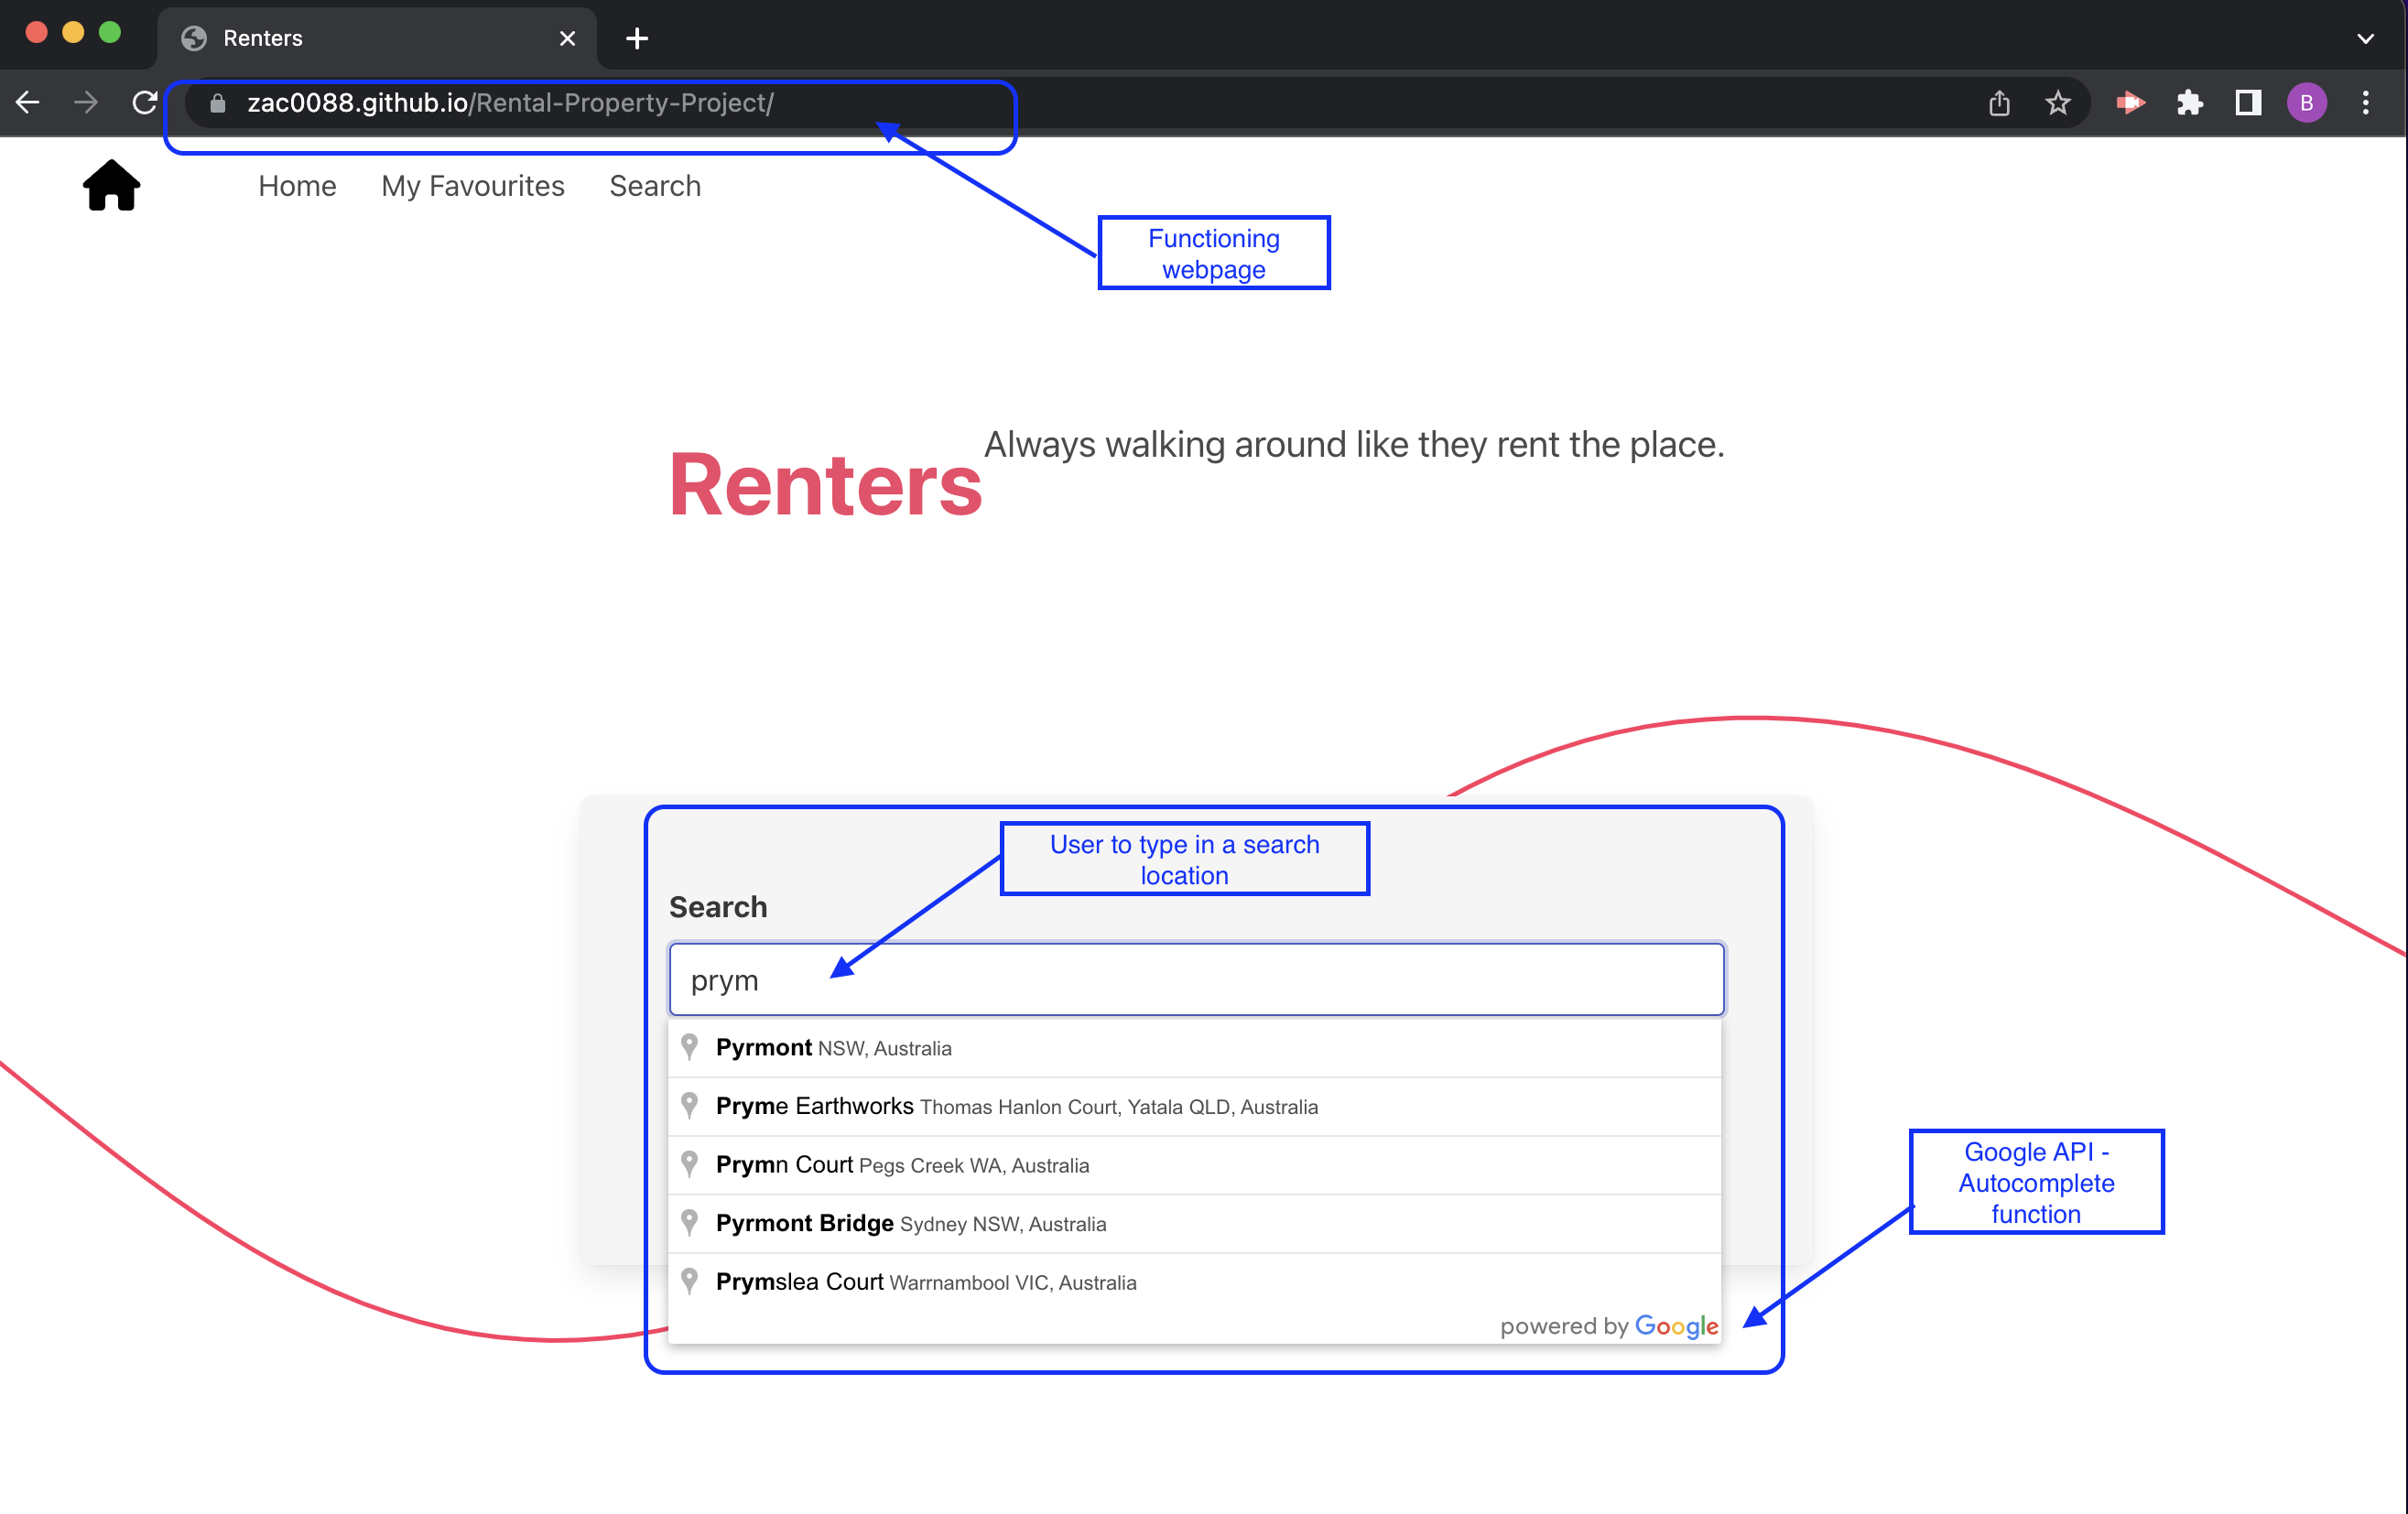 Renters
zac0088.github.io/Rental-Property-Project/
B
Home My Favourites Search
Functioning
webpage
Always walking around like they rent the place.
Renters
User to type in a search
location
Search
prym
Pyrmont NSW, Australia
Pryme Earthworks Thomas Hanlon Court, Yatala QLD, Australia
Prymn Court Pegs Creek WA, Australia
Pyrmont Bridge Sydney NSW, Australia
Prymslea Court Warrnambool VIC, Australia
powered by Google
Google API -
Autocomplete
function